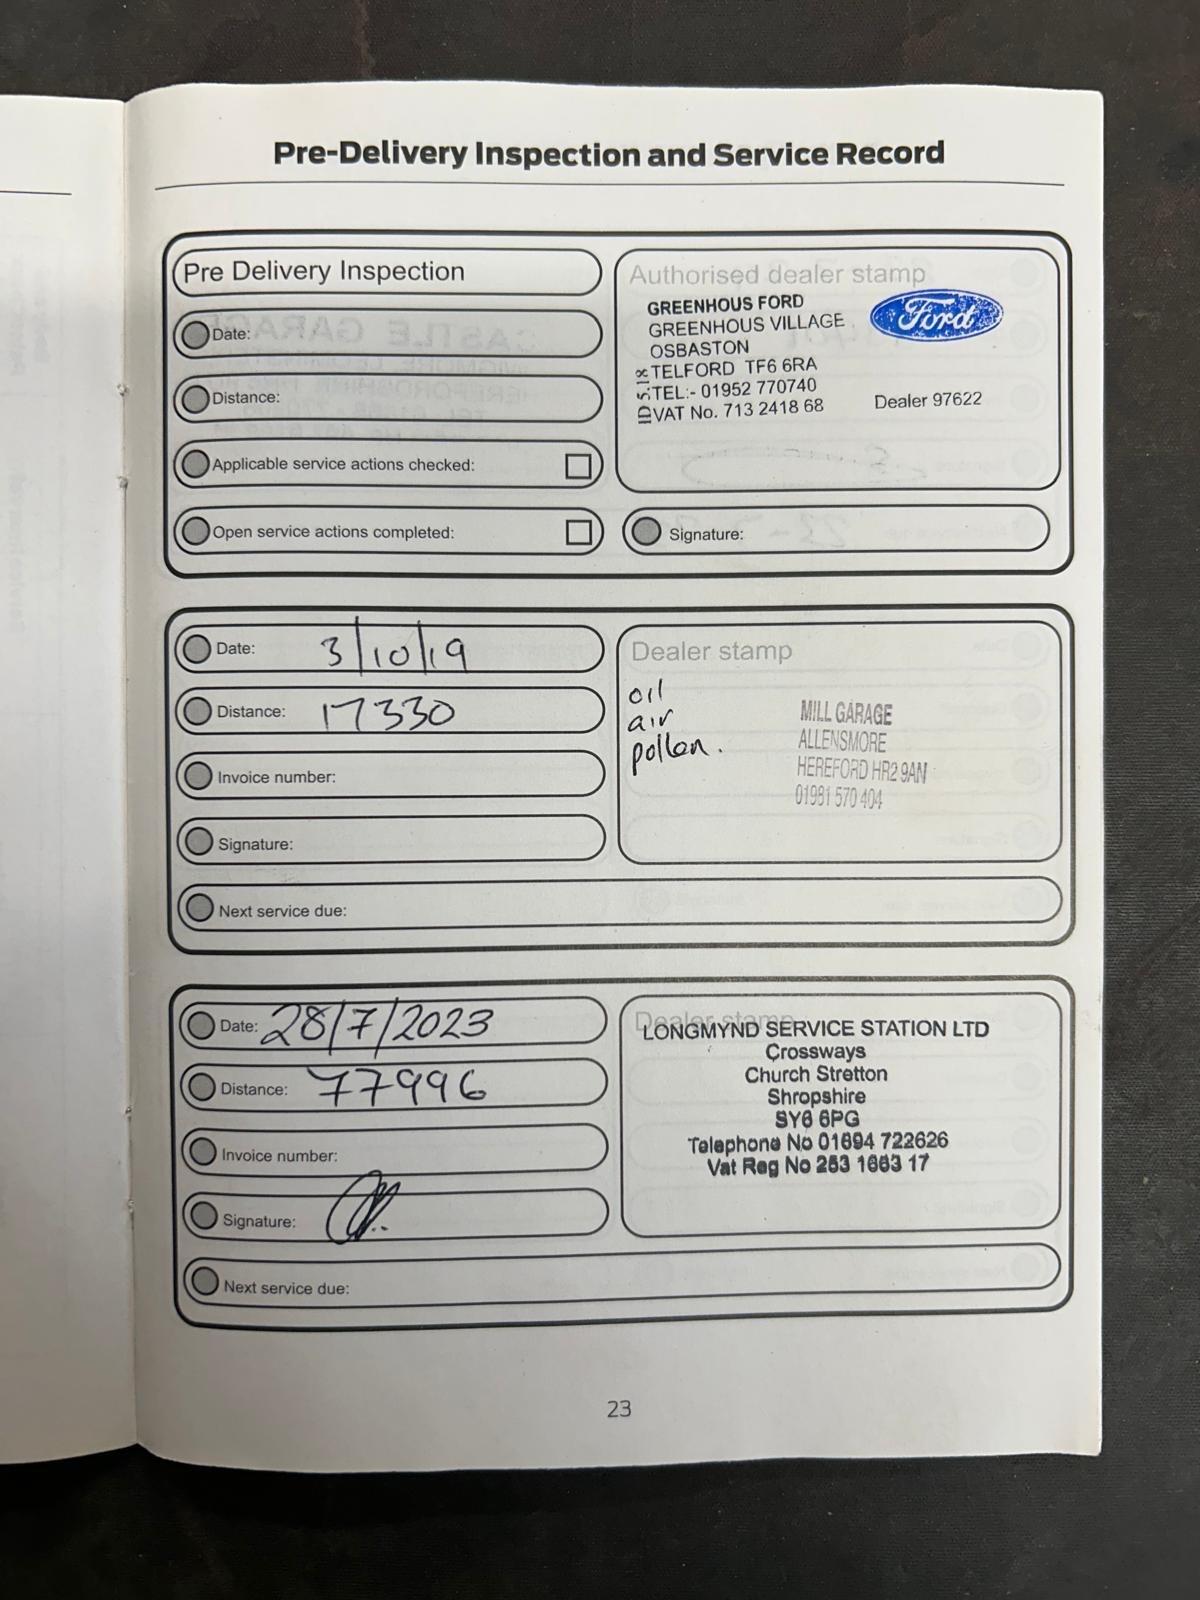 Pre-Delivery Inspection and Service Record
Pre Delivery Inspection
Date:
Distance:
Applicable service actions checked:
Open service actions completed:
Authorised dealer stamp
GREENHOUS FORD
GREENHOUS VILLAGE
OSBASTON
TELFORD TF6 6RA
TEL:- 01952 770740
VAT No. 713 2418 68
Ford
Dealer 97622
Signature:
Date: 3/10/19
Distance: 17330
Invoice number:
Signature:
Next service due:
Dealer stamp
oil
air
pollen.
MILL GARAGE
ALLENSMORE
HEREFORD HR2 9AN
01981 570 404
Date: 28/7/2023
Distance: 77996
Invoice number:
Signature:
Next service due:
Dealer stamp
LONGMYND SERVICE STATION LTD
Crossways
Church Stretton
Shropshire
SY6 6PG
Telephone No 01694 722626
Vat Reg No 253 1663 17
23